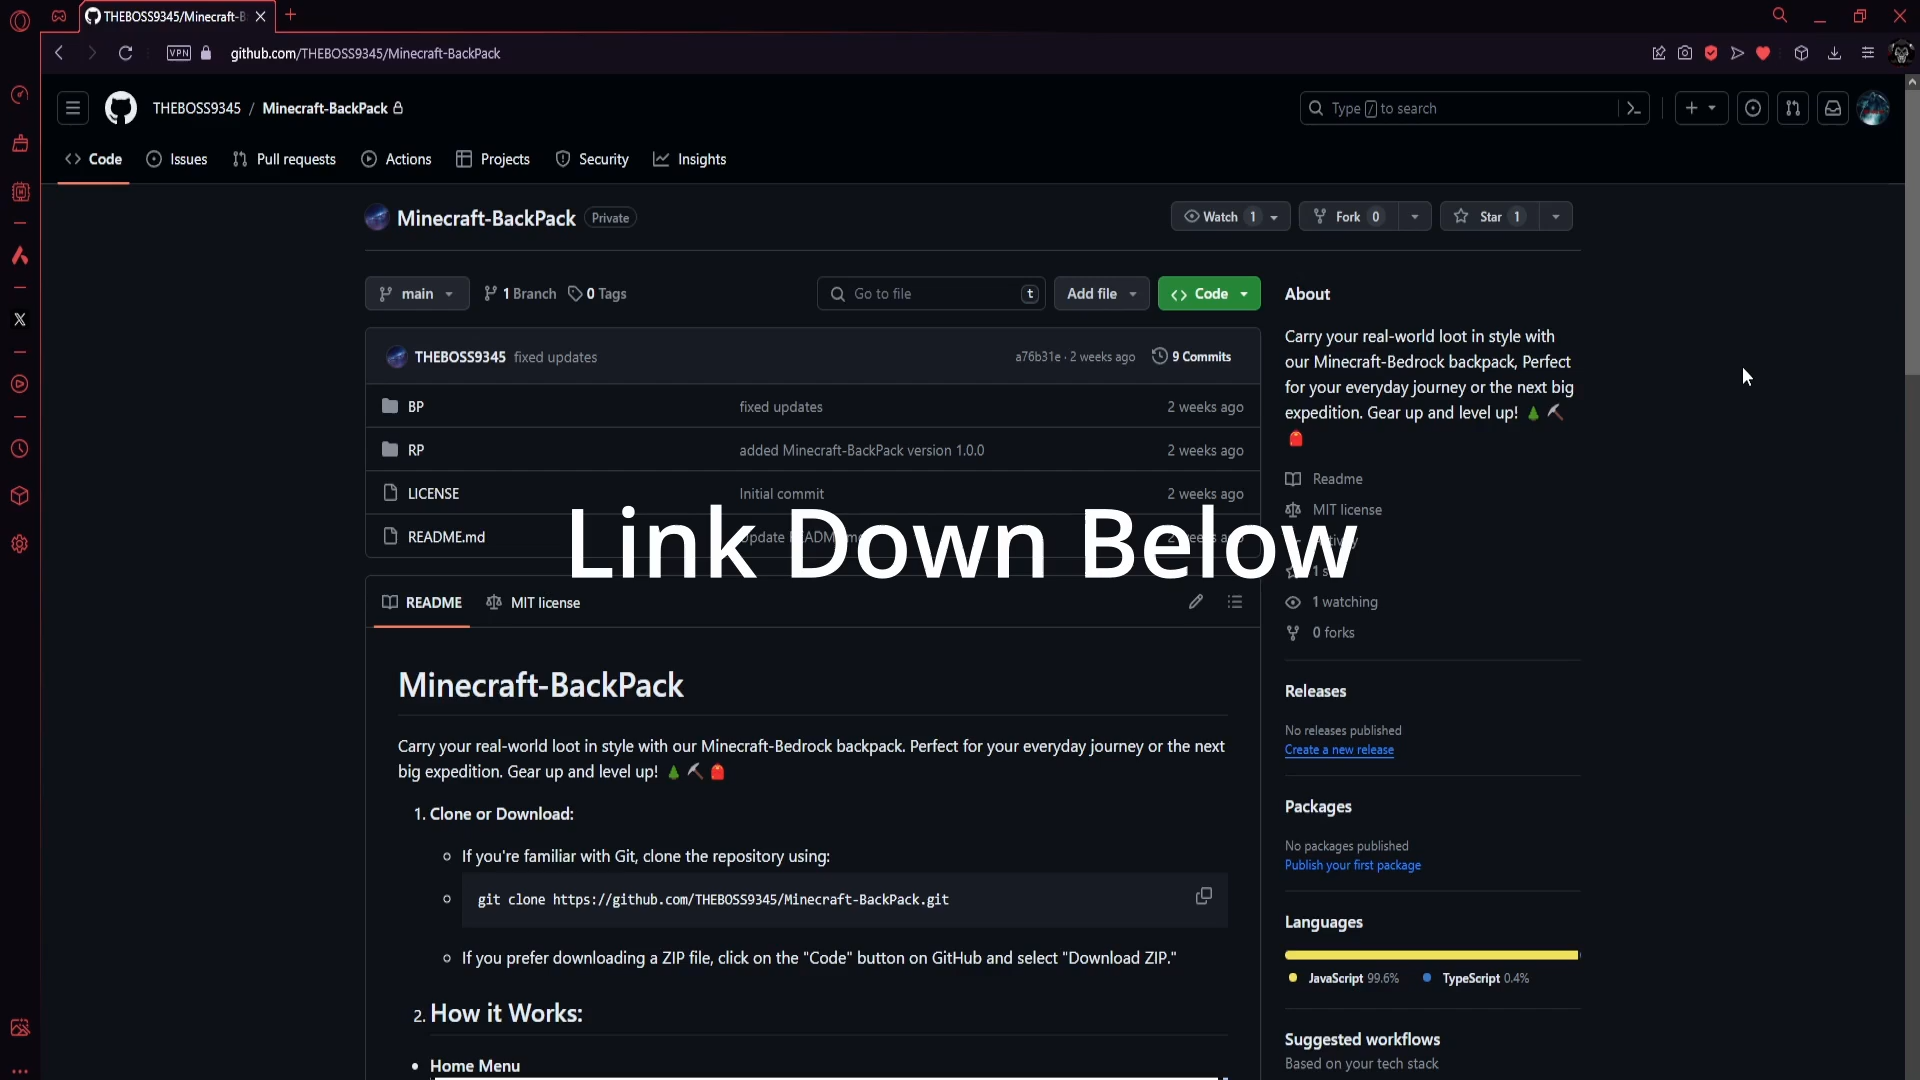 THEBOSS9345/Minecraft-B
VPN
github.com/THEBOSS9345/Minecraft-BackPack
THEBOSS9345 / Minecraft-BackPack
Type / to search
Code
Issues
Pull requests
Actions
Projects
Security
Insights
Minecraft-BackPack
Private
Watch 1
Fork 0
Star 1
main
1 Branch
0 Tags
Go to file
t
Add file
Code
THEBOSS9345 fixed updates
a76b31e · 2 weeks ago
9 Commits
BP
fixed updates
2 weeks ago
RP
added Minecraft-BackPack version 1.0.0
2 weeks ago
LICENSE
Initial commit
2 weeks ago
README.md
Link Down Below
README
MIT license
Minecraft-BackPack
Carry your real-world loot in style with our Minecraft-Bedrock backpack. Perfect for your everyday journey or the next
big expedition. Gear up and level up! 🌲⛏️🎒
1. Clone or Download:
If you're familiar with Git, clone the repository using:
git clone https://github.com/THEBOSS9345/Minecraft-BackPack.git
If you prefer downloading a ZIP file, click on the "Code" button on GitHub and select "Download ZIP."
2. How it Works:
Home Menu
About
Carry your real-world loot in style with
our Minecraft-Bedrock backpack, Perfect
for your everyday journey or the next big
expedition. Gear up and level up! 🌲⛏️
🎒
Readme
MIT license
1 watching
0 forks
Releases
No releases published
Create a new release
Packages
No packages published
Publish your first package
Languages
JavaScript 99.6%
TypeScript 0.4%
Suggested workflows
Based on your tech stack